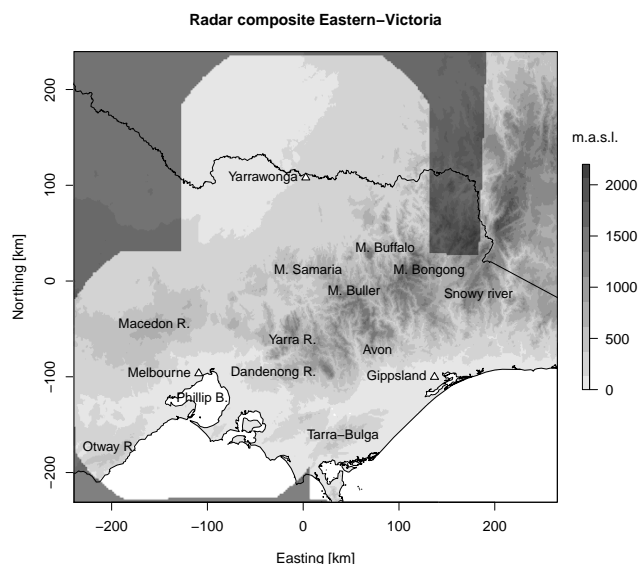 Radar composite Eastern−Victoria
m.a.s.l.
2000
1500
1000
500
0
Northing [km]
200
100
0
−100
−200
Yarrawonga
M. Buffalo
M. Samaria
M. Bongong
M. Buller
Snowy river
Macedon R.
Yarra R.
Avon
Melbourne
Dandenong R.
Gippsland
Phillip B.
Tarra−Bulga
Otway R.
−200
−100
0
100
200
Easting [km]